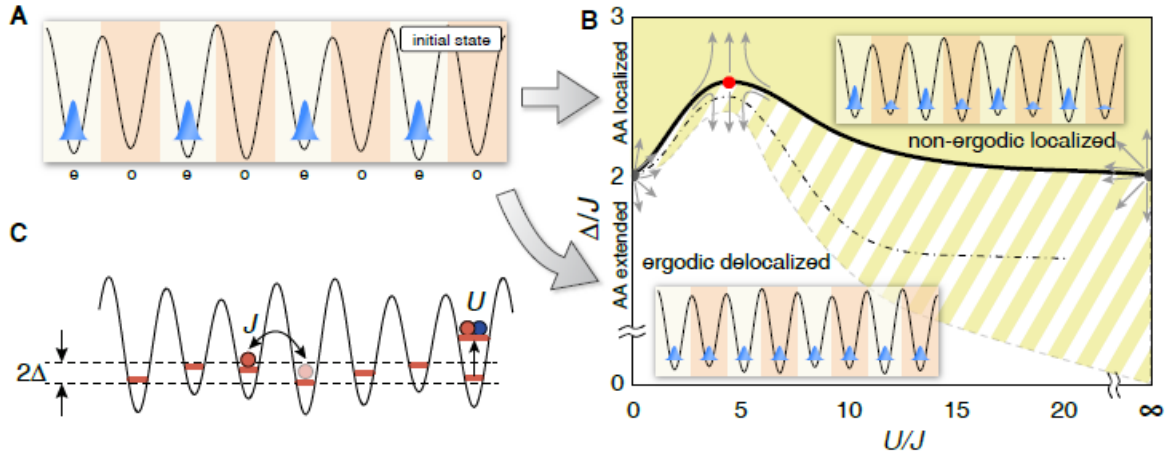 A
initial state
e o e o e o e o
C
J
U
2Δ
B
3
2
0
Δ/J
AA localized
AA extended
non-ergodic localized
ergodic delocalized
0 5 10 15 20 ∞
U/J